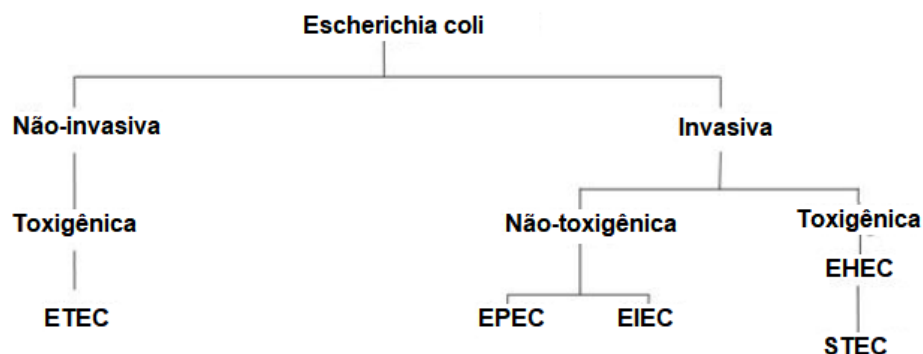 Escherichia coli
Não-invasiva
Invasiva
Toxigênica
Não-toxigênica
Toxigênica
EHEC
ETEC
EPEC
EIEC
STEC